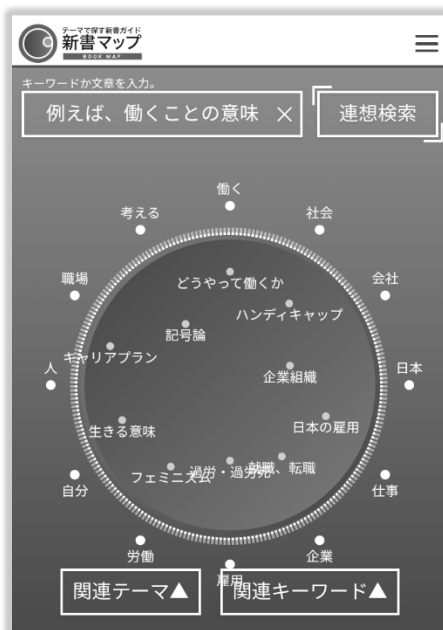 テーマで探す新書ガイド
新書マップ
BOOK MAP
キーワードか文章を入力。
例えば、働くことの意味 ×
連想検索
働く
考える
社会
職場
会社
どうやって働くか
ハンディキャップ
記号論
キャリアプラン
人
企業組織
日本
生きる意味
日本の雇用
フェミニズム
過労・過労死
就職、転職
自分
仕事
労働
企業
雇用
関連テーマ▲
関連キーワード▲